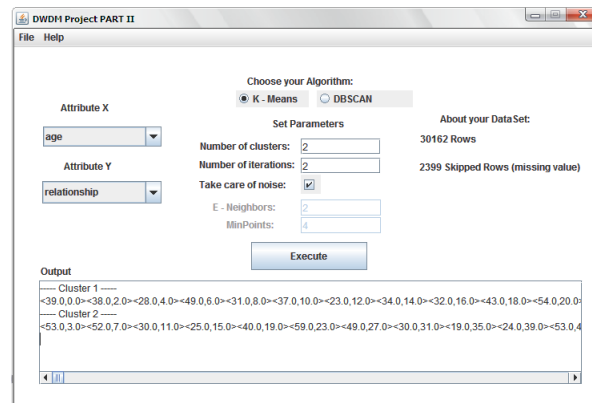 DWDM Project PART II
File Help
Choose your Algorithm:
K - Means DBSCAN
Attribute X
age
Attribute Y
relationship
Set Parameters
Number of clusters: 2
Number of iterations: 2
Take care of noise:
E - Neighbors: 2
MinPoints: 4
About your DataSet:
30162 Rows
2399 Skipped Rows (missing value)
Execute
Output
----- Cluster 1 -----
<39.0,0.0><38.0,2.0><28.0,4.0><49.0,6.0><31.0,8.0><37.0,10.0><23.0,12.0><34.0,14.0><32.0,16.0><43.0,18.0><54.0,20.0>
----- Cluster 2 -----
<53.0,3.0><52.0,7.0><30.0,11.0><25.0,15.0><40.0,19.0><59.0,23.0><49.0,27.0><30.0,31.0><19.0,35.0><24.0,39.0><53.0,4